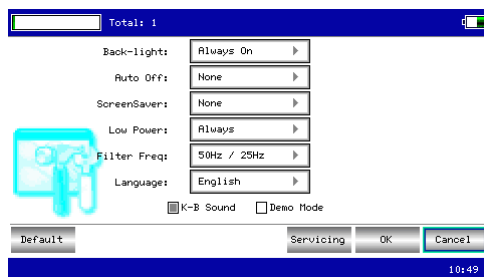 Total: 1
Back-light: Always On
Auto Off: None
ScreenSaver: None
Low Power: Always
Filter Freq: 50Hz / 25Hz
Language: English
K-B Sound Demo Mode
Default Servicing OK Cancel
10:49